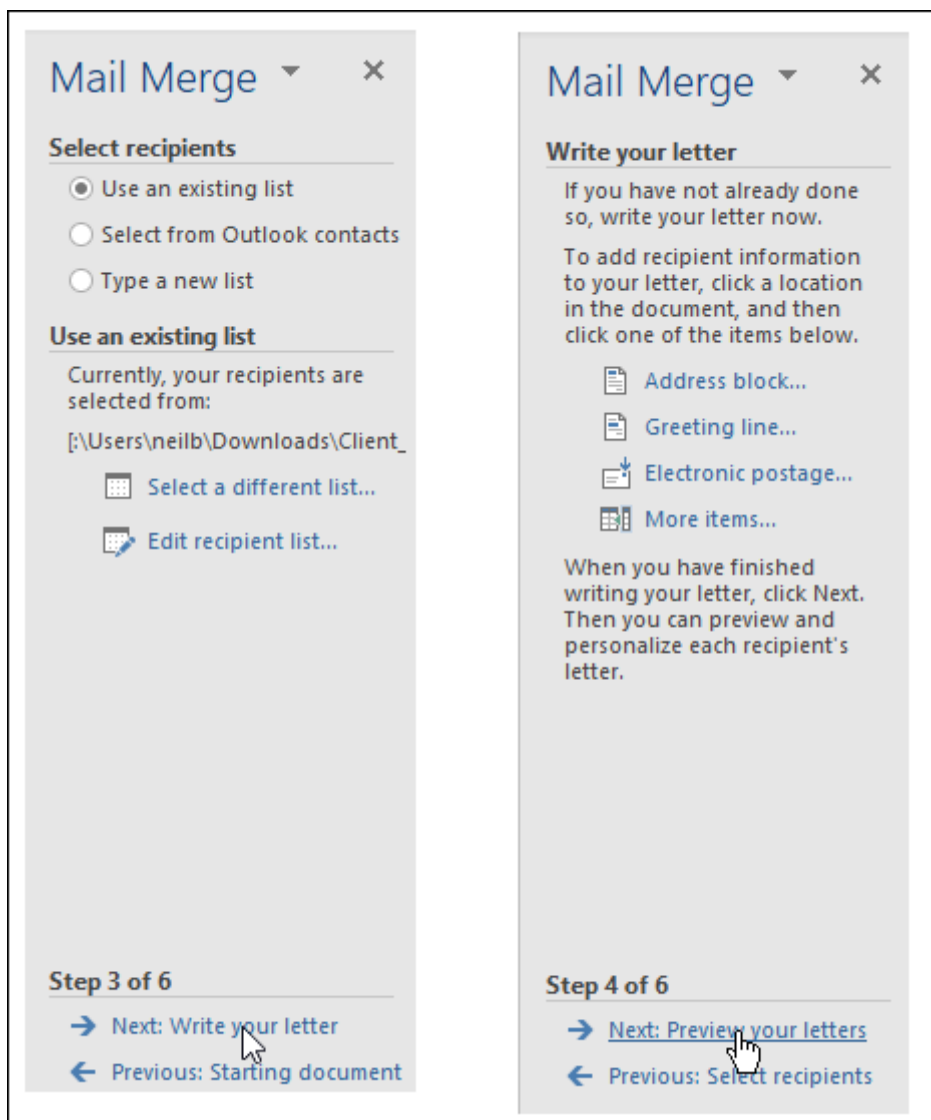 Mail Merge
Select recipients
Use an existing list
Select from Outlook contacts
Type a new list
Use an existing list
Currently, your recipients are
selected from:
[:\Users\neilb\Downloads\Client_
Select a different list...
Edit recipient list...
Step 3 of 6
Next: Write your letter
Previous: Starting document
Mail Merge
Write your letter
If you have not already done
so, write your letter now.
To add recipient information
to your letter, click a location
in the document, and then
click one of the items below.
Address block...
Greeting line...
Electronic postage...
More items...
When you have finished
writing your letter, click Next.
Then you can preview and
personalize each recipient's
letter.
Step 4 of 6
Next: Preview your letters
Previous: Select recipients